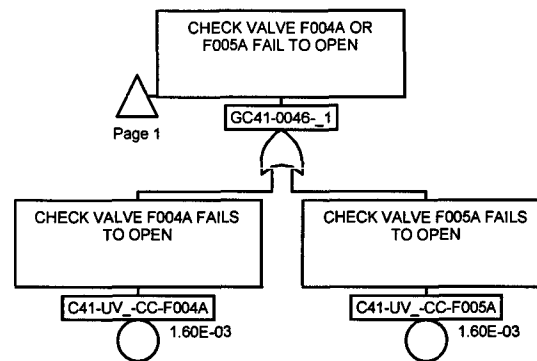 CHECK VALVE F004A OR
F005A FAIL TO OPEN
Page 1
GC41-0046-_1
CHECK VALVE F004A FAILS
TO OPEN
CHECK VALVE F005A FAILS
TO OPEN
C41-UV_-CC-F004A
C41-UV_-CC-F005A
1.60E-03
1.60E-03